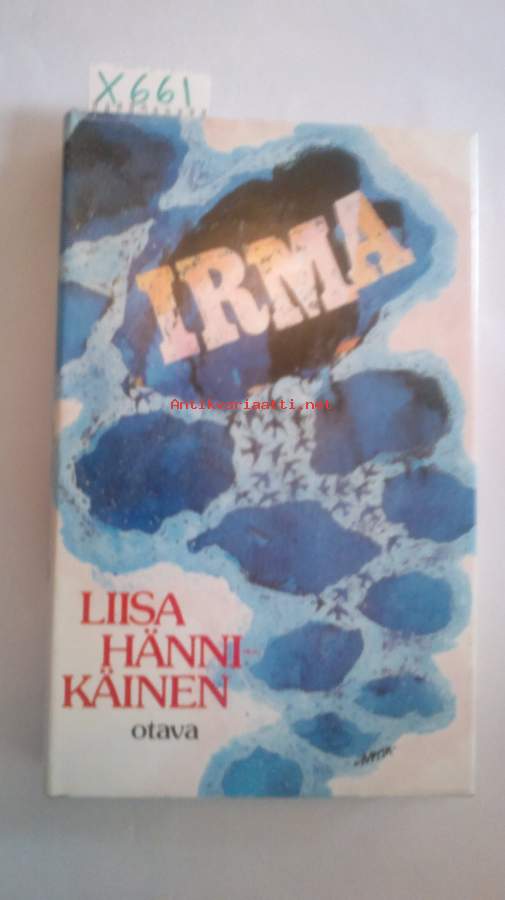 X661
IRMA
Antikvariaatti.net
LIISA
HÄNNI-
KÄINEN
otava